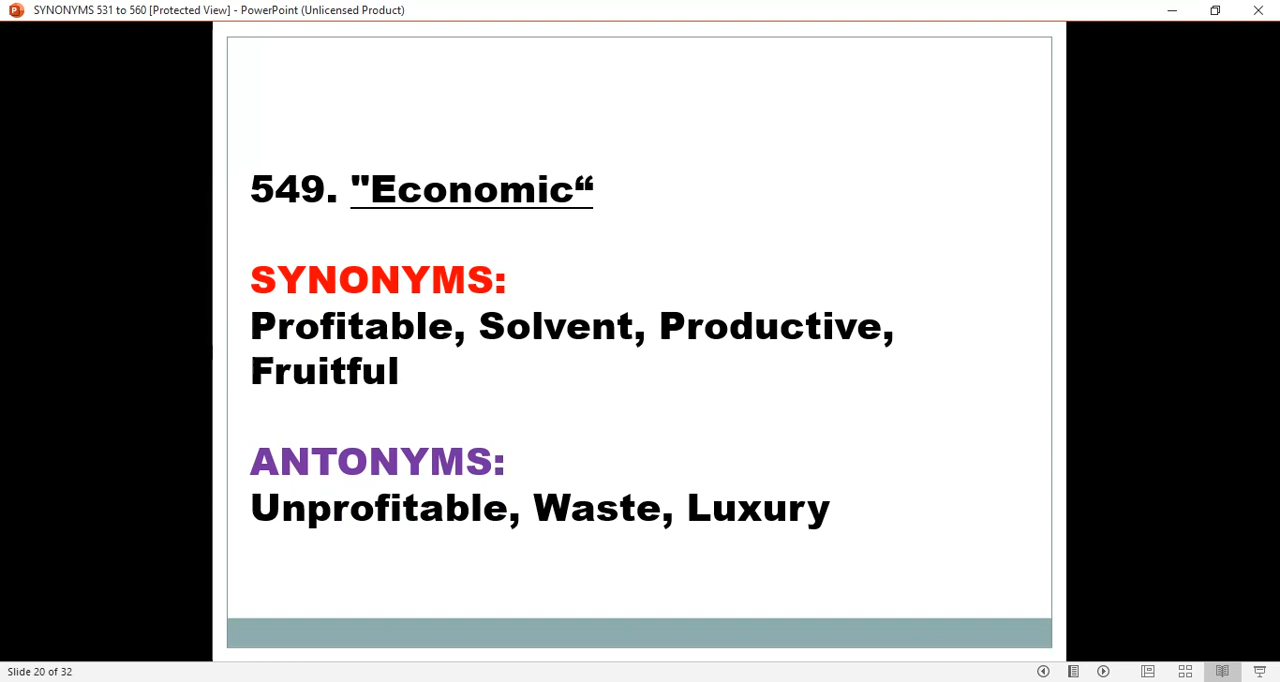 SYNONYMS 531 to 560 [Protected View] - PowerPoint (Unlicensed Product)
549. "Economic“
SYNONYMS:
Profitable, Solvent, Productive,
Fruitful
ANTONYMS:
Unprofitable, Waste, Luxury
Slide 20 of 32